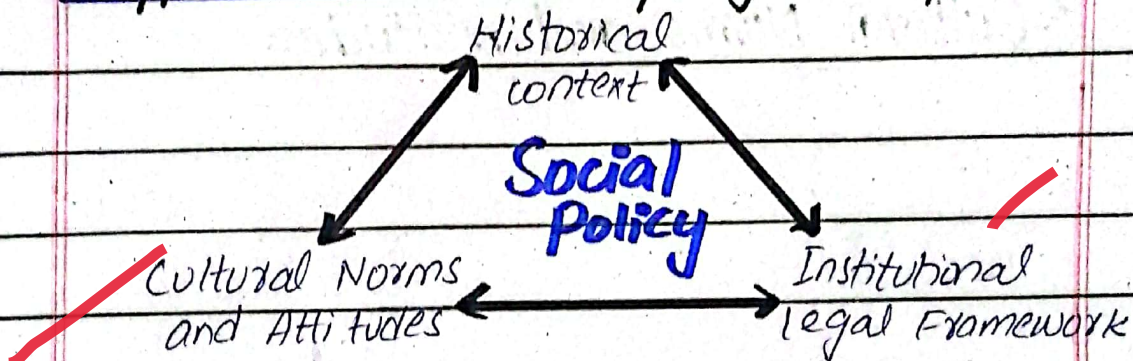 Historical
context
Social
Policy
Cultural Norms
and Attitudes
Institutional
legal Framework